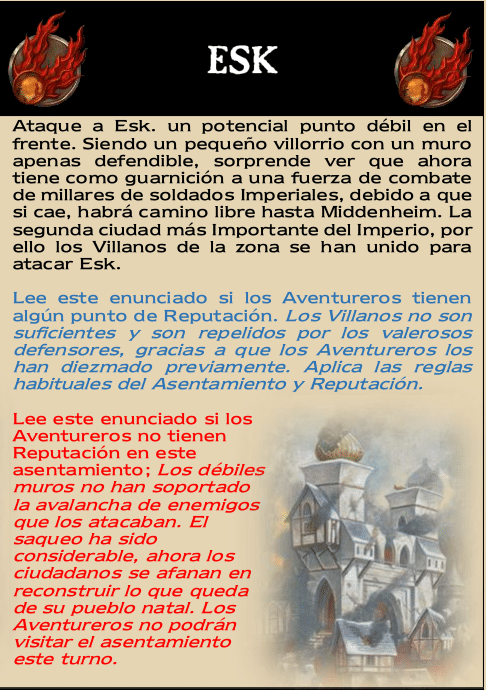 ESK
Ataque a Esk. un potencial punto débil en el
frente. Siendo un pequeño villorrio con un muro
apenas defendible, sorprende ver que ahora
tiene como guarnición a una fuerza de combate
de millares de soldados Imperiales, debido a que
si cae, habrá camino libre hasta Middenheim. La
segunda ciudad más Importante del Imperio, por
ello los Villanos de la zona se han unido para
atacar Esk.
Lee este enunciado si los Aventureros tienen
algún punto de Reputación. Los Villanos no son
suficientes y son repelidos por los valerosos
defensores, gracias a que los Aventureros los
han diezmado previamente. Aplica las reglas
habituales del Asentamiento y Reputación.
Lee este enunciado si los
Aventureros no tienen
Reputación en este
asentamiento; Los débiles
muros no han soportado
la avalancha de enemigos
que los atacaban. El
saqueo ha sido
considerable, ahora los
ciudadanos se afanan en
reconstruir lo que queda
de su pueblo natal. Los
Aventureros no podrán
visitar el asentamiento
este turno.